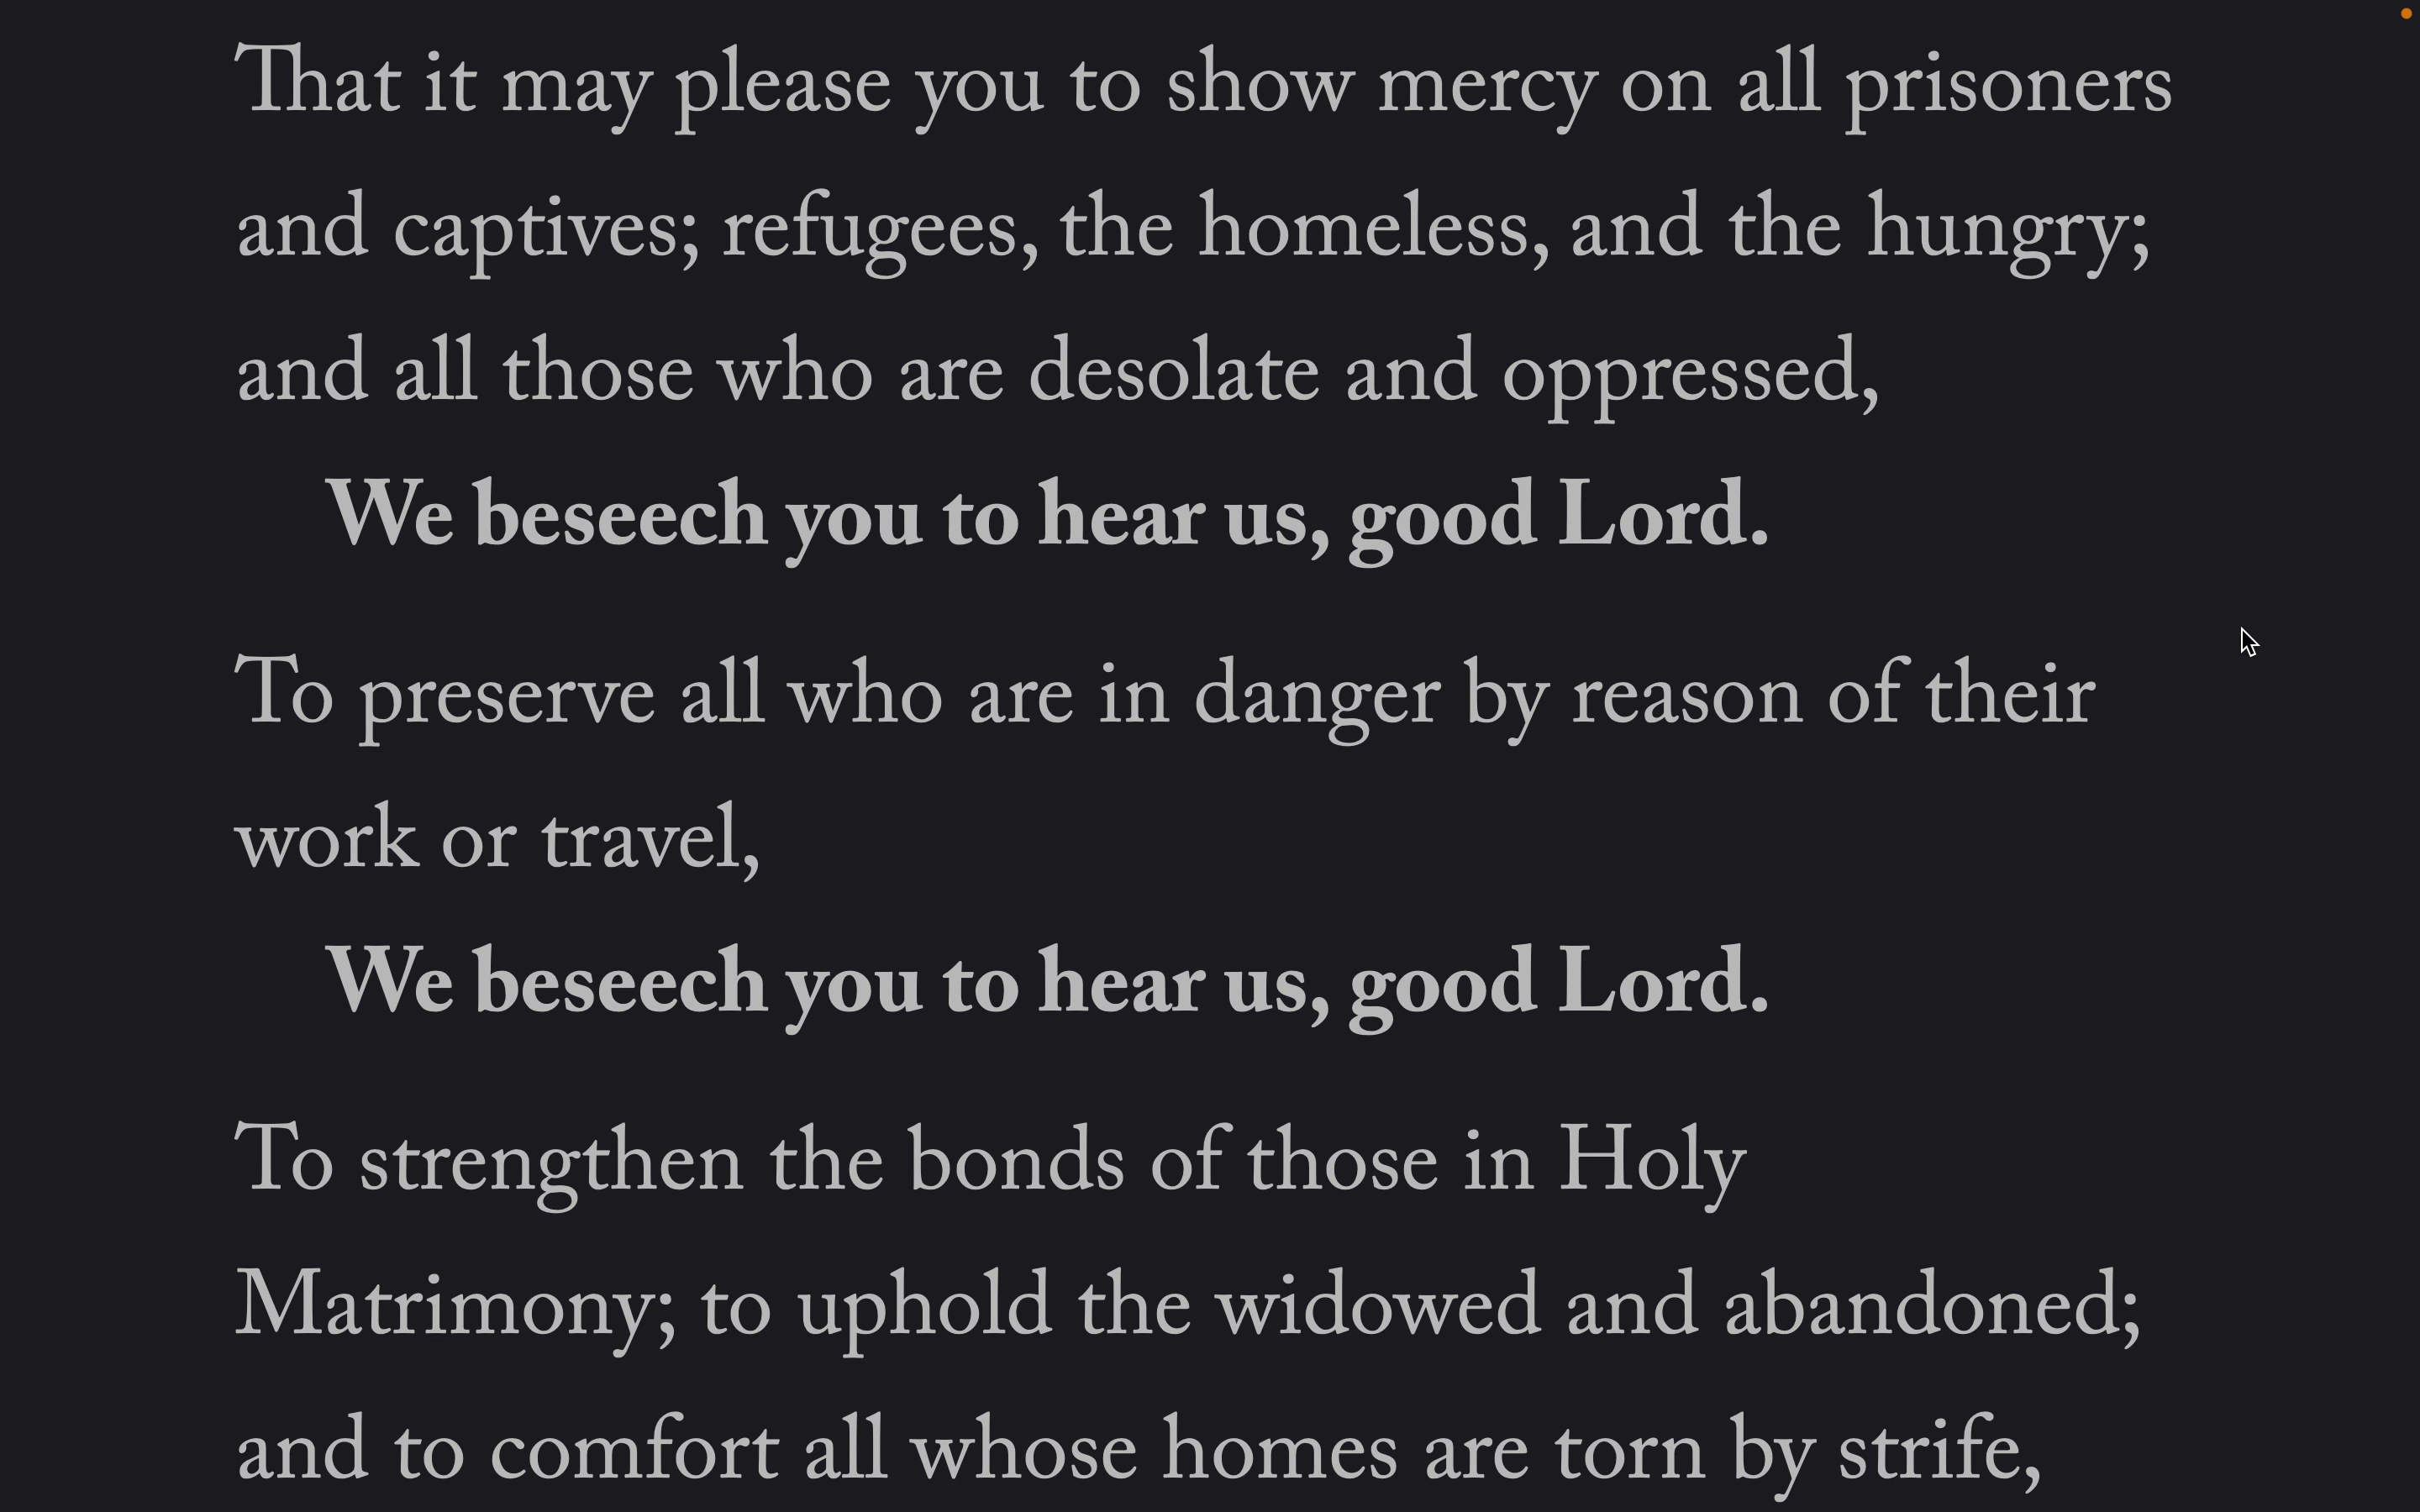 That it may please you to show mercy on all prisoners
and captives; refugees, the homeless, and the hungry;
and all those who are desolate and oppressed,
We beseech you to hear us, good Lord.
To preserve all who are in danger by reason of their
work or travel,
We beseech you to hear us, good Lord.
To strengthen the bonds of those in Holy
Matrimony; to uphold the widowed and abandoned;
and to comfort all whose homes are torn by strife,